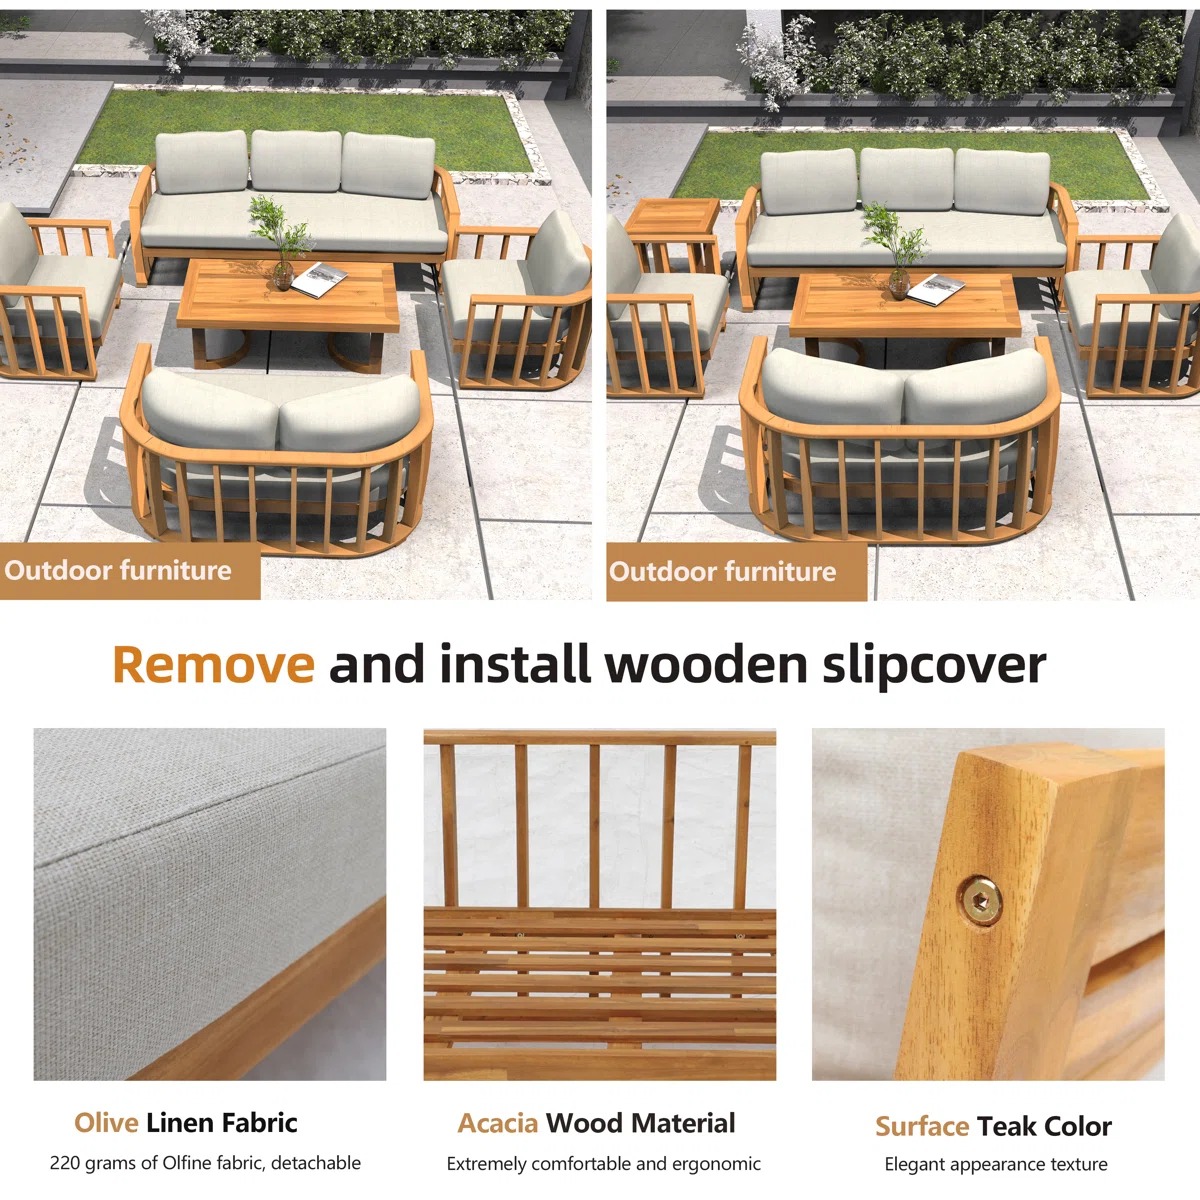 Outdoor furniture
Outdoor furniture
Remove and install wooden slipcover
Olive Linen Fabric
Acacia Wood Material
Surface Teak Color
220 grams of Olfine fabric, detachable
Extremely comfortable and ergonomic
Elegant appearance texture